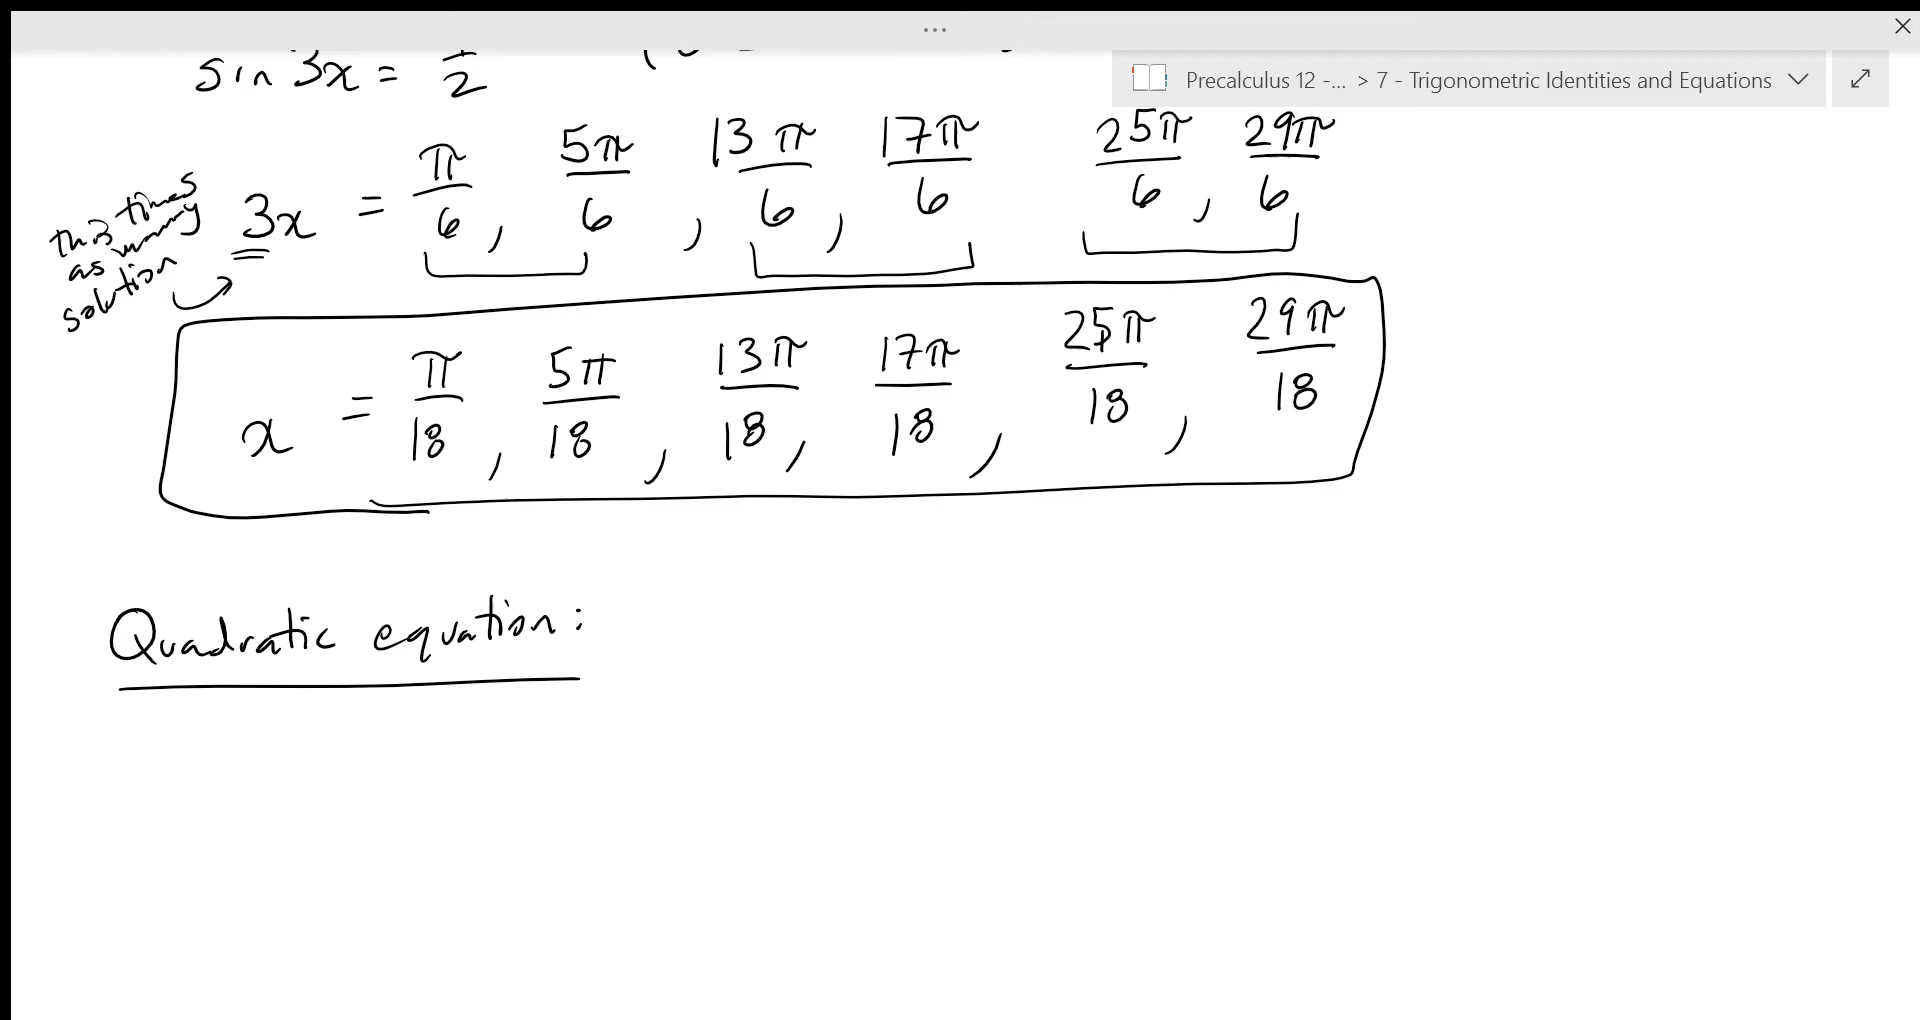 ...
Precalculus 12 -... > 7 - Trigonometric Identities and Equations
sin 3x = 1/2
3x = π/6, 5π/6, 13π/6, 17π/6 25π/6, 29π/6
this times
as many
solution
x = π/18, 5π/18, 13π/18, 17π/18, 25π/18, 29π/18
Quadratic equation: